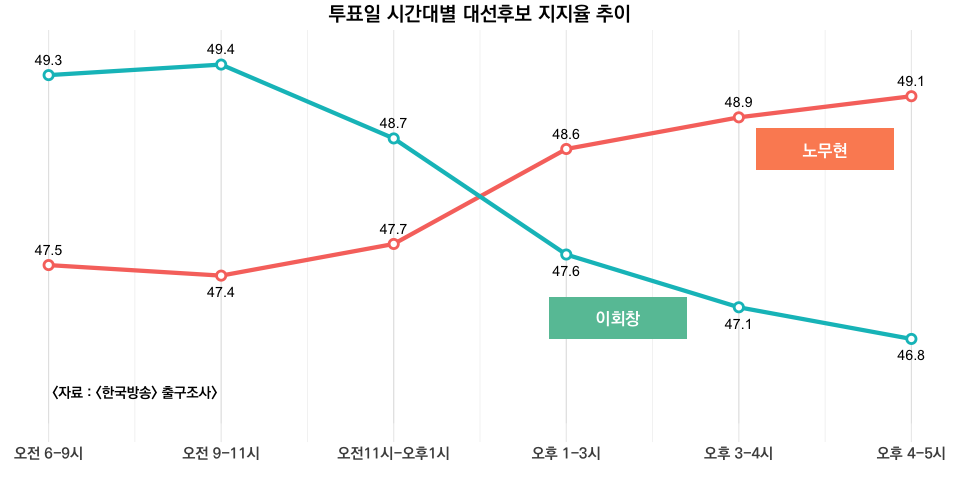 투표일 시간대별 대선후보 지지율 추이
49.3
49.4
48.7
48.6
48.9
49.1
노무현
47.5
47.4
47.7
47.6
이회창
47.1
46.8
<자료 : <한국방송> 출구조사>
오전 6-9시
오전 9-11시
오전11시-오후1시
오후 1-3시
오후 3-4시
오후 4-5시